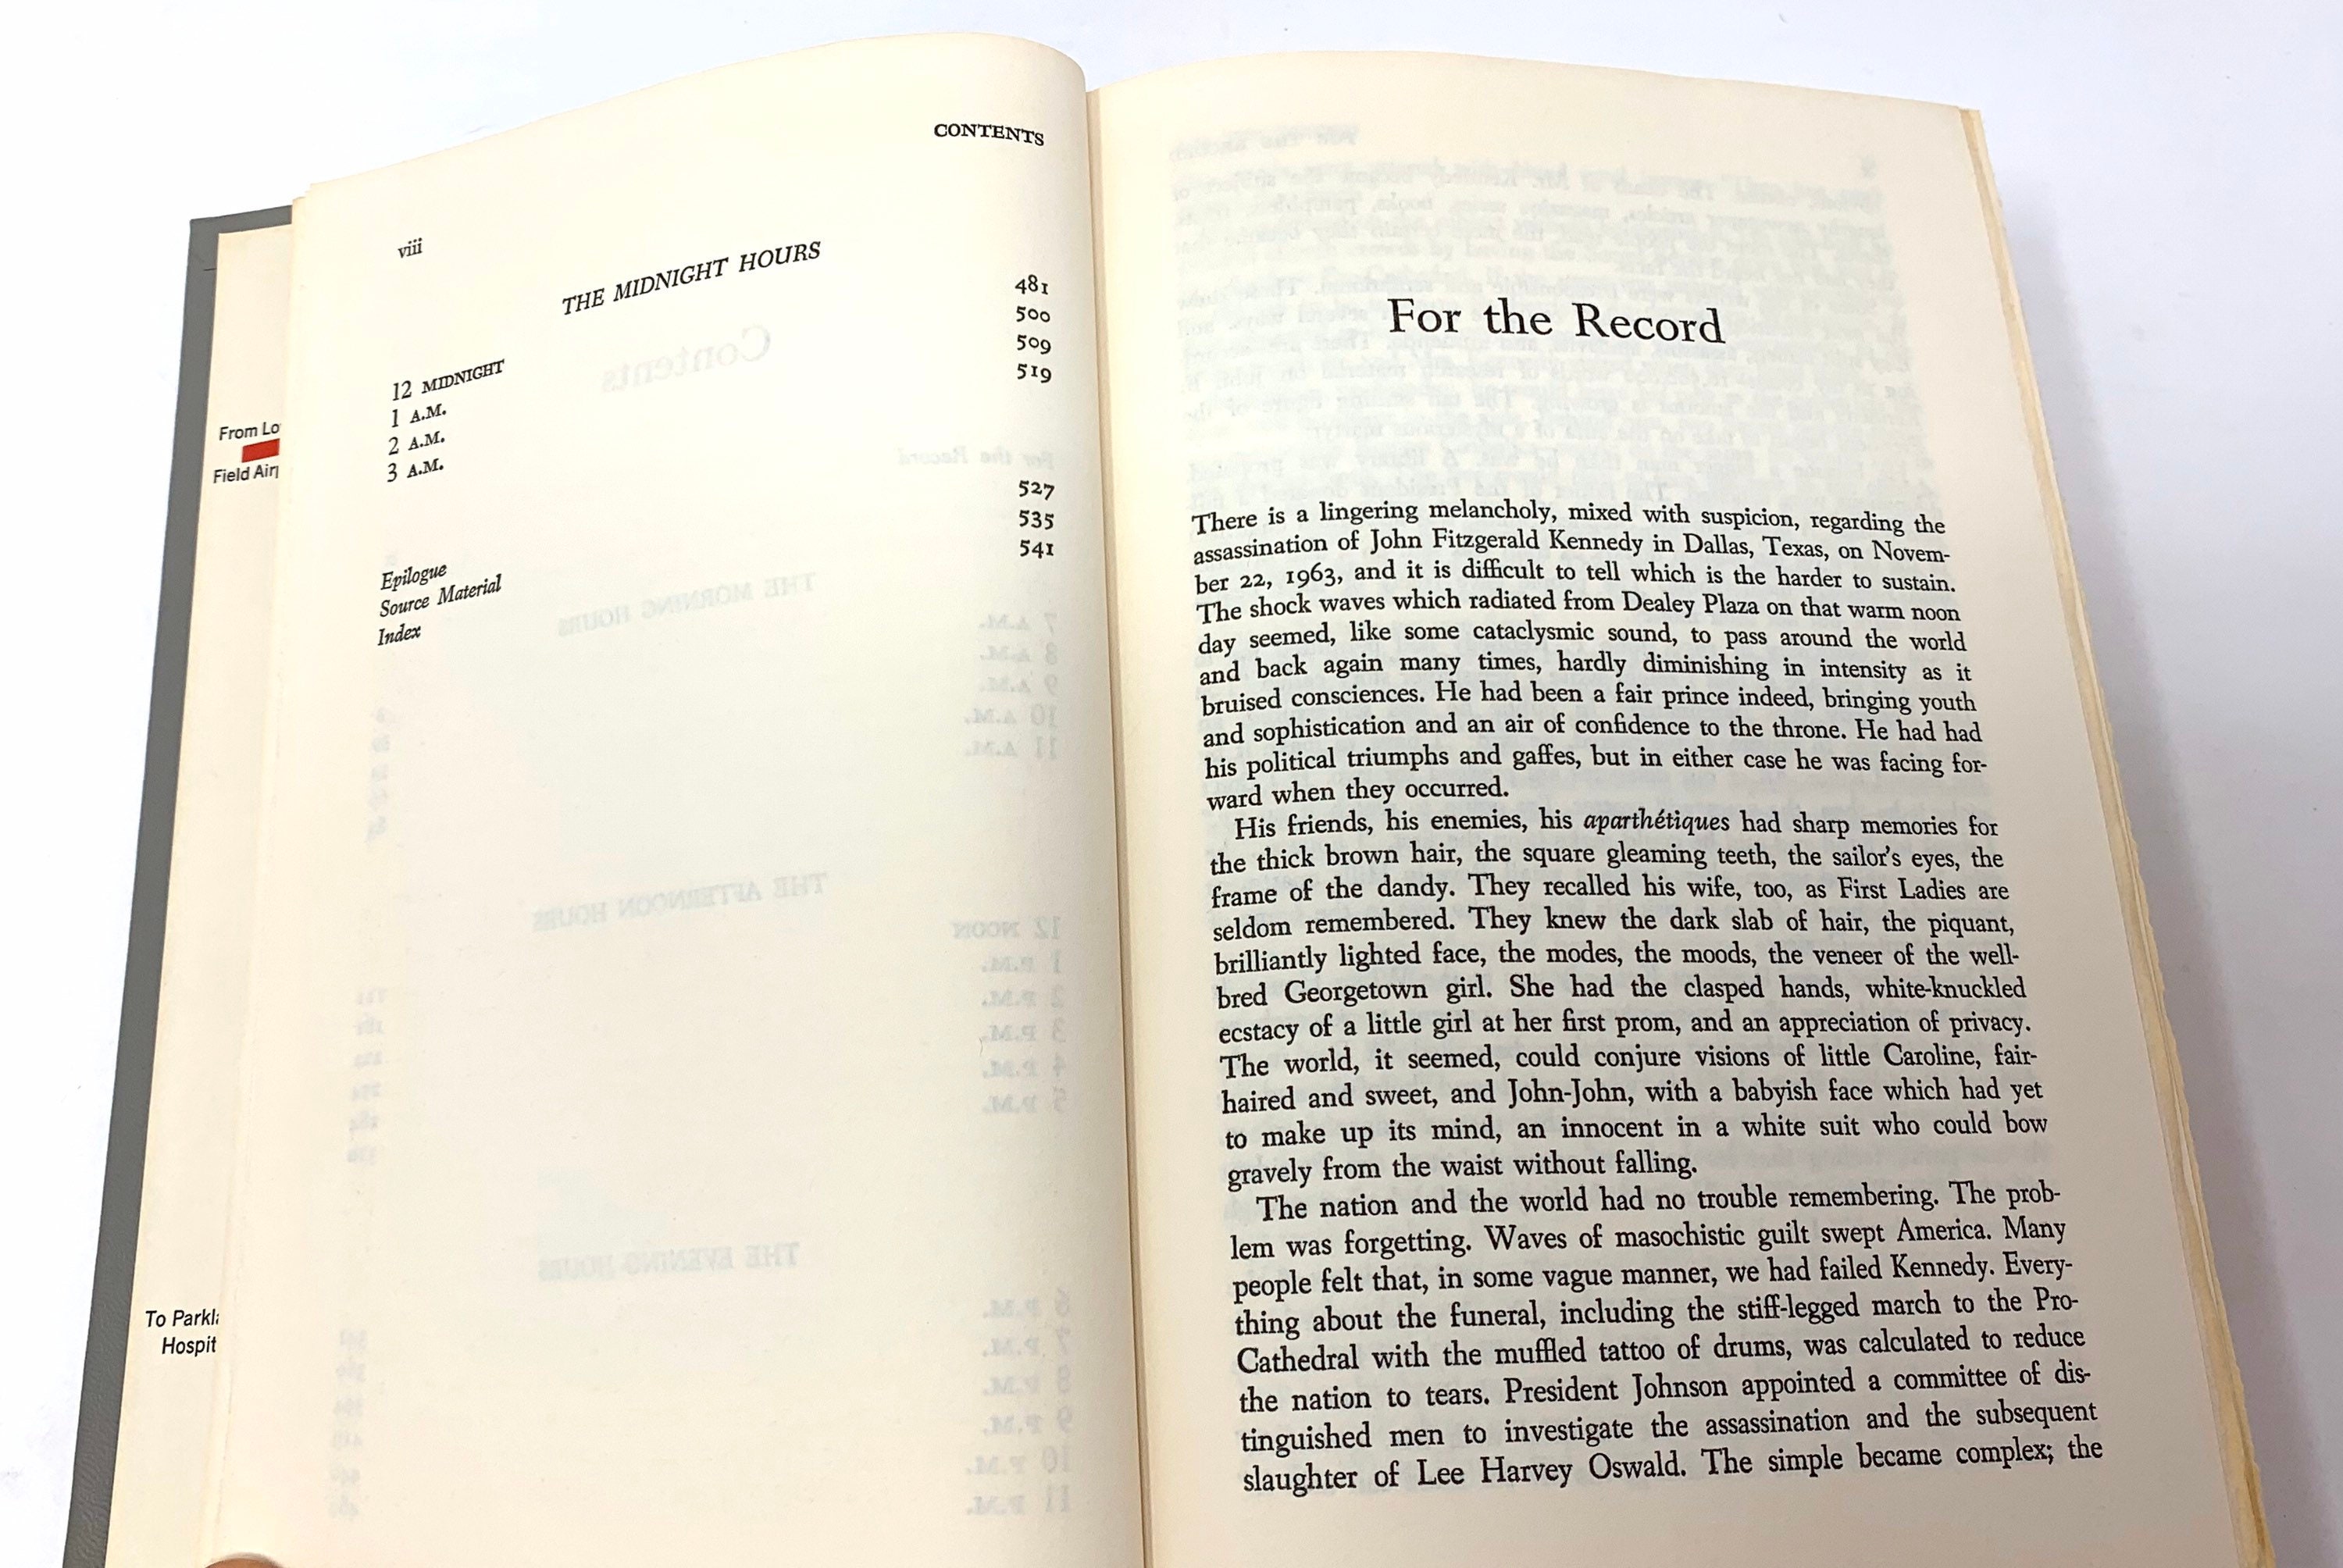 From Lo
Field Air
To Parkl
Hospit
CONTENTS
viii
THE MIDNIGHT HOURS
12 MIDNIGHT 481
1 A.M. 500
2 A.M. 509
3 A.M. 519
Epilogue 527
Source Material 535
Index 541
For the Record
There is a lingering melancholy, mixed with suspicion, regarding the
assassination of John Fitzgerald Kennedy in Dallas, Texas, on Novem-
ber 22, 1963, and it is difficult to tell which is the harder to sustain.
The shock waves which radiated from Dealey Plaza on that warm noon
day seemed, like some cataclysmic sound, to pass around the world
and back again many times, hardly diminishing in intensity as it
bruised consciences. He had been a fair prince indeed, bringing youth
and sophistication and an air of confidence to the throne. He had had
his political triumphs and gaffes, but in either case he was facing for-
ward when they occurred.
His friends, his enemies, his aparthétiques had sharp memories for
the thick brown hair, the square gleaming teeth, the sailor's eyes, the
frame of the dandy. They recalled his wife, too, as First Ladies are
seldom remembered. They knew the dark slab of hair, the piquant,
brilliantly lighted face, the modes, the moods, the veneer of the well-
bred Georgetown girl. She had the clasped hands, white-knuckled
ecstacy of a little girl at her first prom, and an appreciation of privacy.
The world, it seemed, could conjure visions of little Caroline, fair-
haired and sweet, and John-John, with a babyish face which had yet
to make up its mind, an innocent in a white suit who could bow
gravely from the waist without falling.
The nation and the world had no trouble remembering. The prob-
lem was forgetting. Waves of masochistic guilt swept America. Many
people felt that, in some vague manner, we had failed Kennedy. Every-
thing about the funeral, including the stiff-legged march to the Pro-
Cathedral with the muffled tattoo of drums, was calculated to reduce
the nation to tears. President Johnson appointed a committee of dis-
tinguished men to investigate the assassination and the subsequent
slaughter of Lee Harvey Oswald. The simple became complex; the